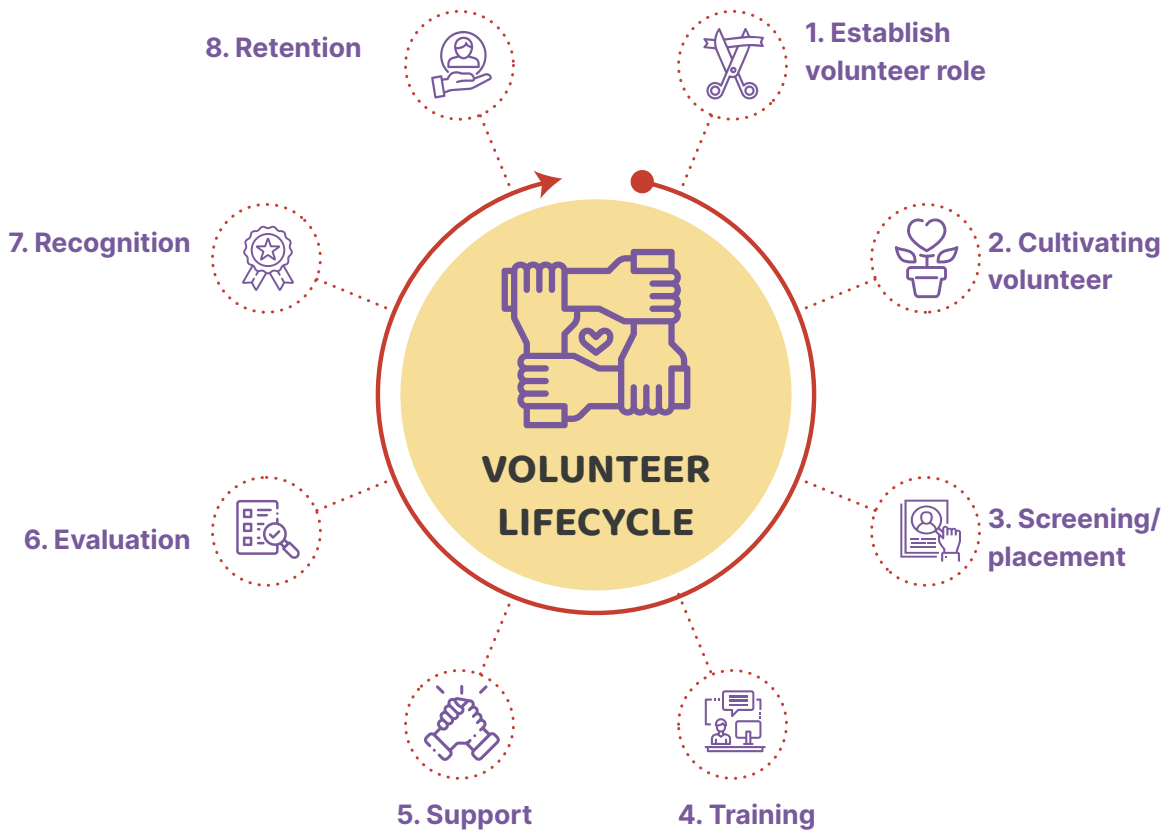 1. Establish
volunteer role
2. Cultivating
volunteer
3. Screening/
placement
4. Training
5. Support
6. Evaluation
7. Recognition
8. Retention
VOLUNTEER
LIFECYCLE